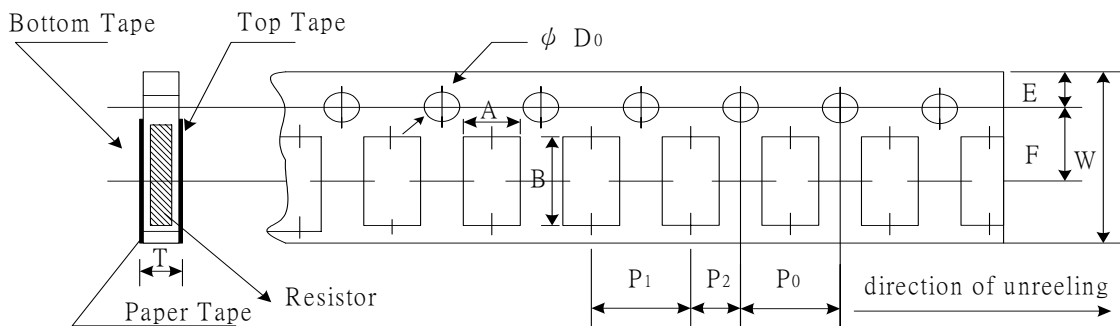 Bottom Tape
Top Tape
ϕ D0
E
A
F
W
B
T
P1
P2
P0
direction of unreeling
Resistor
Paper Tape